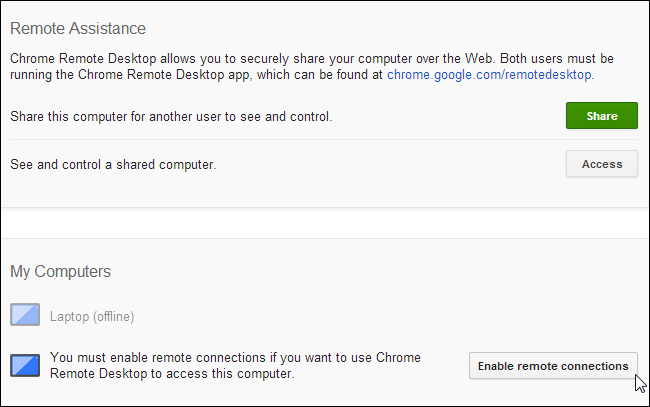 Remote Assistance
Chrome Remote Desktop allows you to securely share your computer over the Web. Both users must be
running the Chrome Remote Desktop app, which can be found at chrome.google.com/remotedesktop.
Share this computer for another user to see and control.
Share
See and control a shared computer.
Access
My Computers
Laptop (offline)
You must enable remote connections if you want to use Chrome
Remote Desktop to access this computer.
Enable remote connections